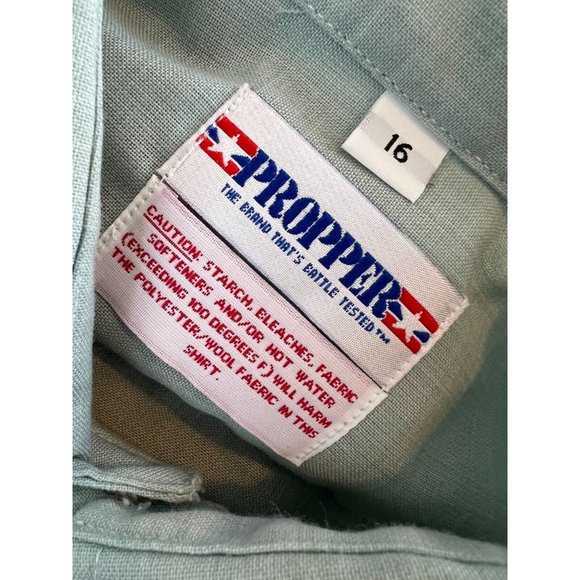 PROPPER
THE BRAND THAT'S BATTLE TESTED™
16
CAUTION: STARCH, BLEACHES, FABRIC
SOFTENERS AND/OR HOT WATER
(EXCEEDING 100 DEGREES F) WILL HARM
THE POLYESTER/WOOL FABRIC IN THIS
SHIRT.